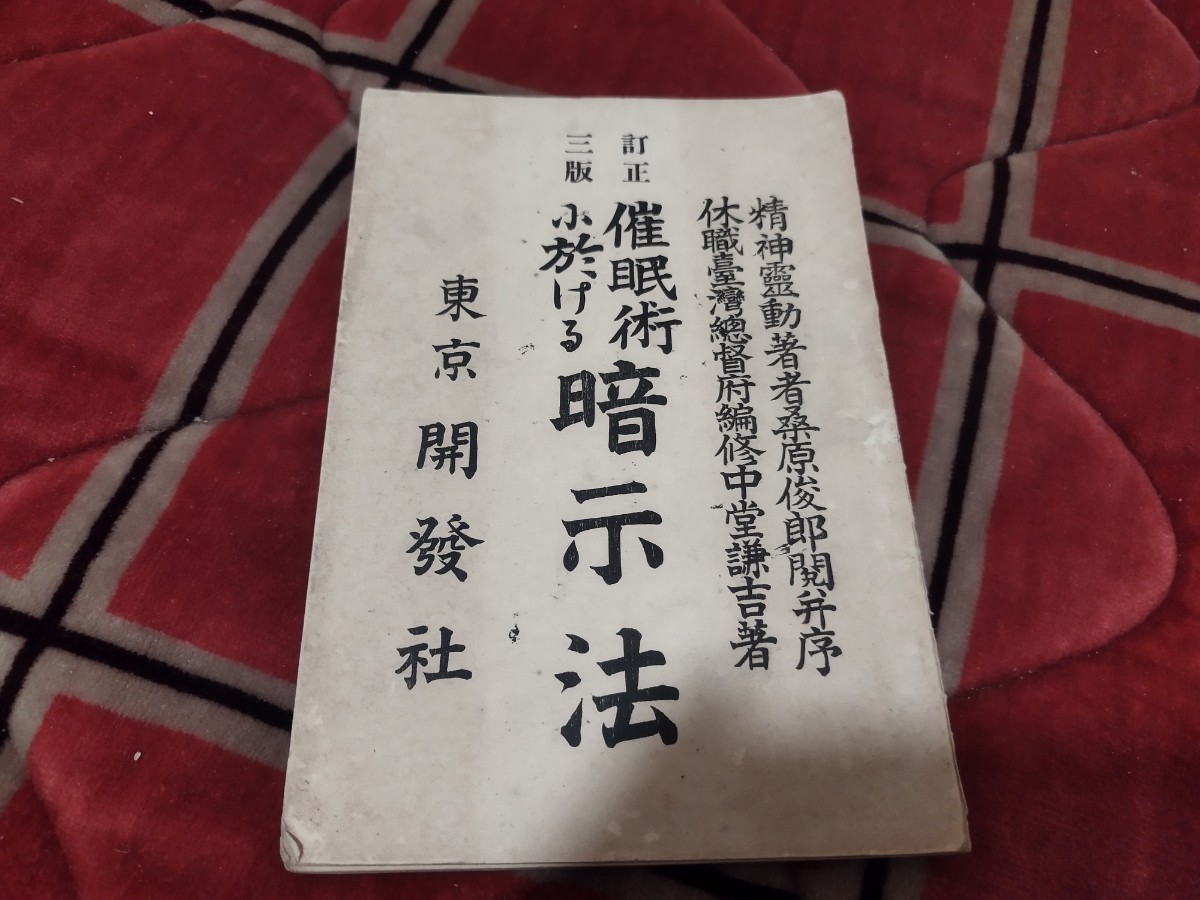 精神靈動著者桑原俊郎閱并序
休職臺灣總督府編修中堂謙吉著
訂正
三版
催眠術
に於ける
暗示法
東京開發社